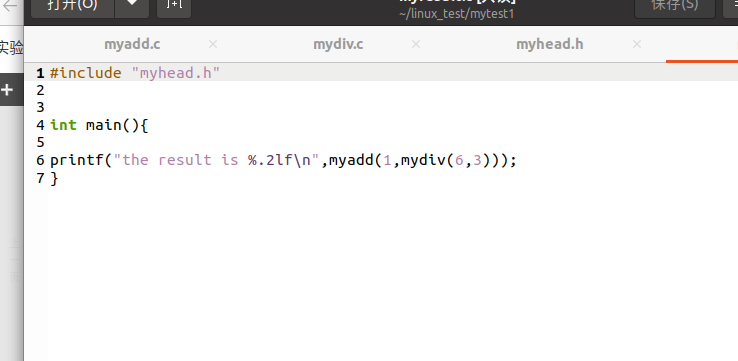 打开(O)
~/linux_test/mytest1
保存(S)
实验
myadd.c × mydiv.c × myhead.h ×
1 #include "myhead.h"
2
3
4 int main(){
5
6 printf("the result is %.2lf\n",myadd(1,mydiv(6,3)));
7 }